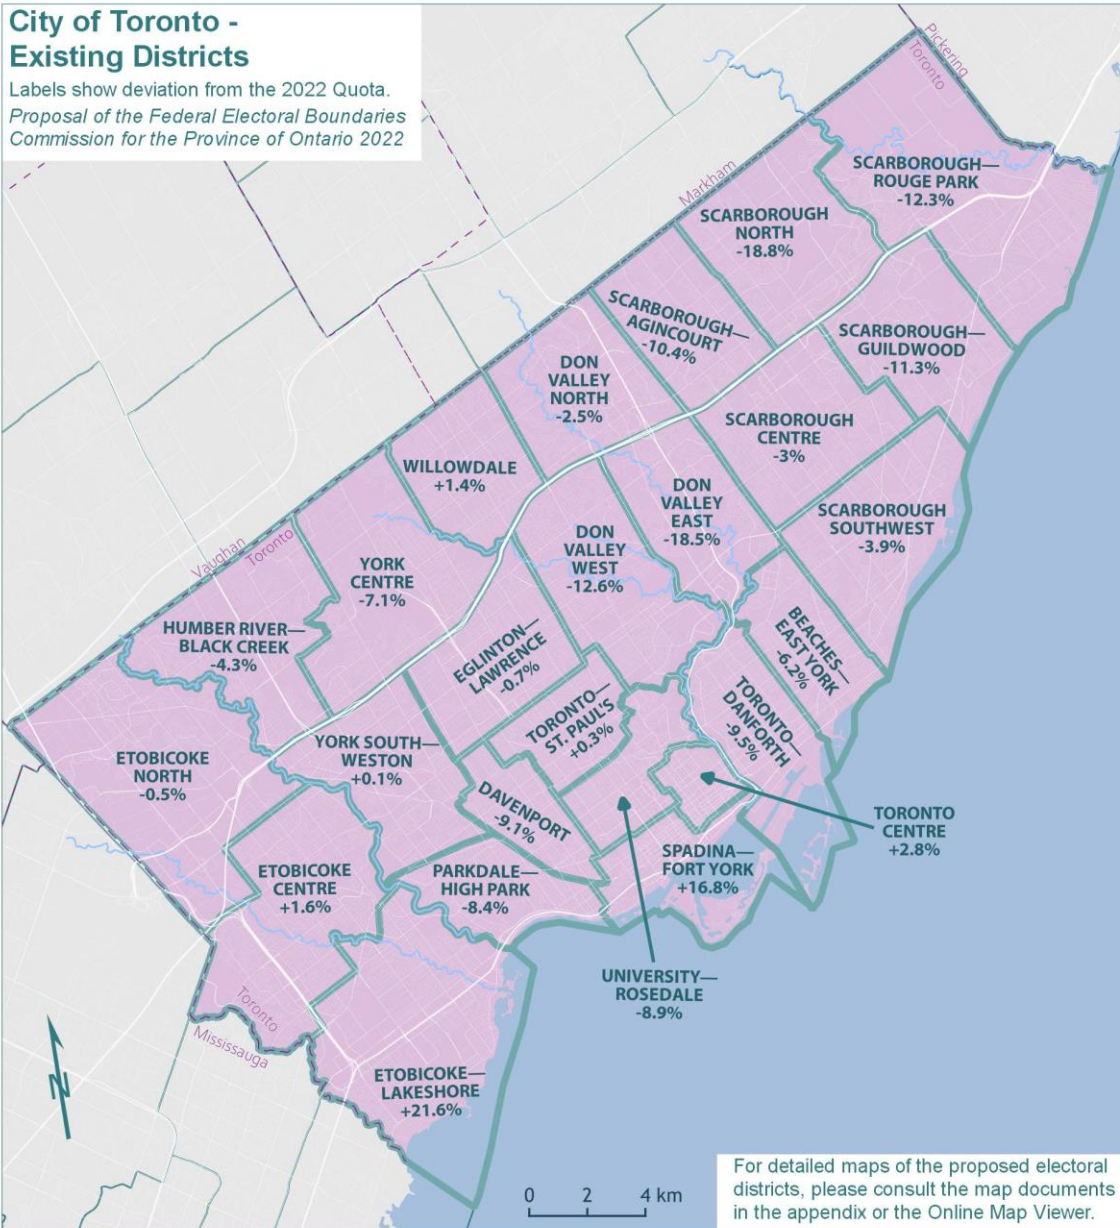 City of Toronto -
Existing Districts
Labels show deviation from the 2022 Quota.
Proposal of the Federal Electoral Boundaries
Commission for the Province of Ontario 2022
Pickering
Toronto
Markham
SCARBOROUGH—
ROUGE PARK
-12.3%
SCARBOROUGH
NORTH
-18.8%
SCARBOROUGH—
AGINCOURT
-10.4%
SCARBOROUGH—
GUILDWOOD
-11.3%
DON
VALLEY
NORTH
-2.5%
SCARBOROUGH
CENTRE
-3%
WILLOWDALE
+1.4%
DON
VALLEY
EAST
-18.5%
SCARBOROUGH
SOUTHWEST
-3.9%
Vaughan
Toronto
YORK
CENTRE
-7.1%
DON
VALLEY
WEST
-12.6%
HUMBER RIVER—
BLACK CREEK
-4.3%
EGLINTON—
LAWRENCE
-0.7%
BEACHES—
EAST YORK
-6.2%
TORONTO—
ST. PAUL'S
+0.3%
TORONTO—
DANFORTH
-9.5%
ETOBICOKE
NORTH
-0.5%
YORK SOUTH—
WESTON
+0.1%
DAVENPORT
-9.1%
TORONTO
CENTRE
+2.8%
ETOBICOKE
CENTRE
+1.6%
PARKDALE—
HIGH PARK
-8.4%
SPADINA—
FORT YORK
+16.8%
UNIVERSITY—
ROSEDALE
-8.9%
Toronto
Mississauga
N
ETOBICOKE—
LAKESHORE
+21.6%
0 2 4 km
For detailed maps of the proposed electoral
districts, please consult the map documents
in the appendix or the Online Map Viewer.